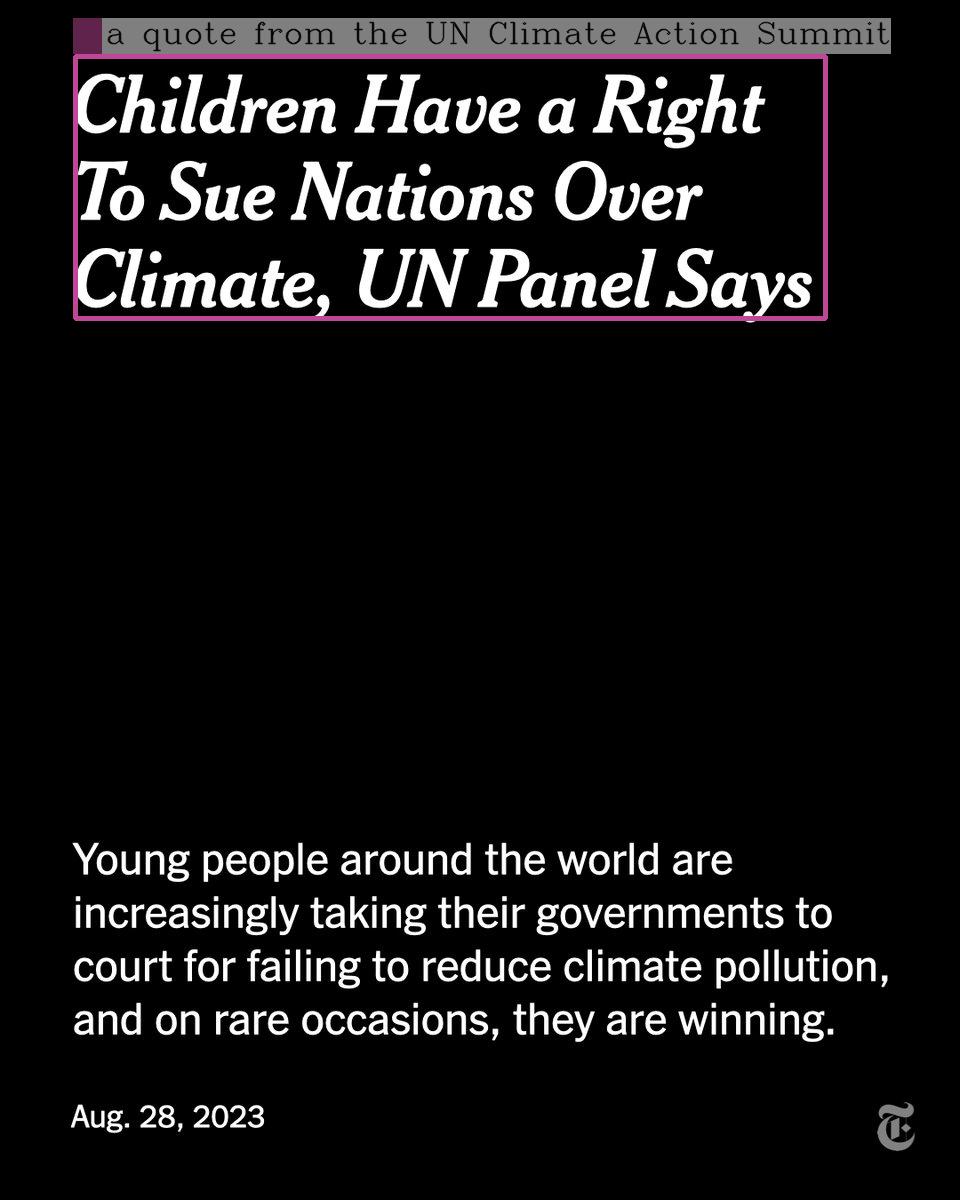 a quote from the UN Climate Action Summit
Children Have a Right
To Sue Nations Over
Climate, UN Panel Says
Young people around the world are
increasingly taking their governments to
court for failing to reduce climate pollution,
and on rare occasions, they are winning.
Aug. 28, 2023
T